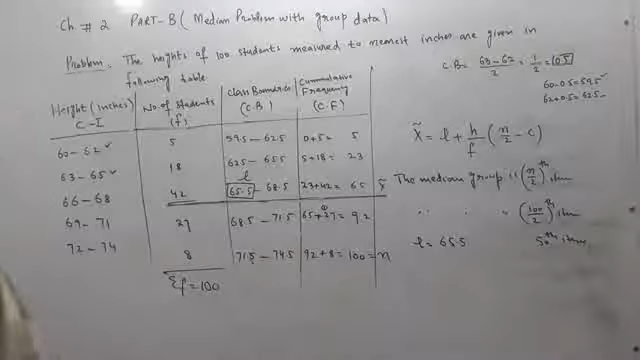 Ch # 2 PART-B (Median Problem with group data)
Problem. The heights of 100 students measured to nearest inches are given in
following table.
C.B = 63-62/2 = 1/2 = 0.5
60-0.5 = 59.5
62+0.5 = 62.5
Height (inches) C-I | No. of Students (f) | Class Boundries (C.B) | Cummulative Frequency (C.F)
60-62 ✓ | 5 | 59.5-62.5 | 0+5= 5
63-65 ✓ | 18 | 62.5-65.5 | 5+18= 23
l
66-68 | 42 | 65.5-68.5 | 23+42= 65 x̃
69-71 | 27 | 68.5-71.5 | 65+27= 92
72-74 | 8 | 71.5-74.5 | 92+8=100=n
Σf=100
x̃ = l + h/f (n/2 - c)
The median group is (n/2)th item
" " " (100/2)th item
l = 65.5 50th item